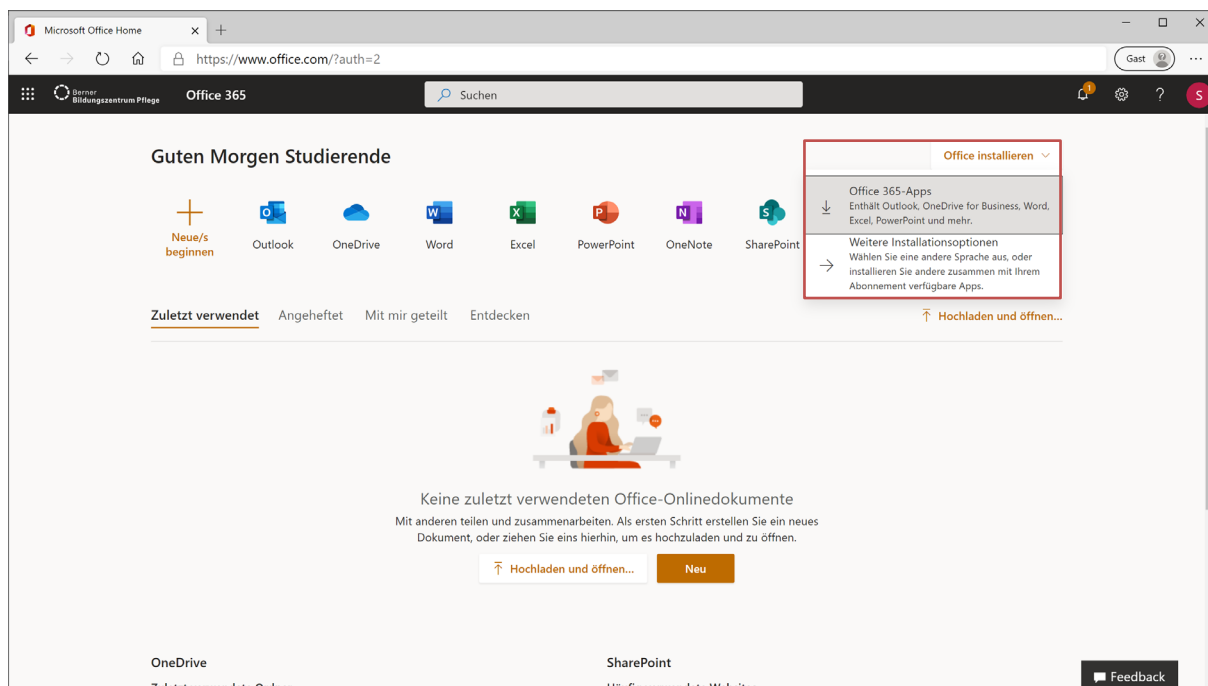 Microsoft Office Home
https://www.office.com/?auth=2
Gast
Berner
Bildungszentrum Pflege
Office 365
Suchen
1
?
S
Guten Morgen Studierende
Office installieren
Office 365-Apps
Enthält Outlook, OneDrive for Business, Word,
Excel, PowerPoint und mehr.
Weitere Installationsoptionen
Wählen Sie eine andere Sprache aus, oder
installieren Sie andere zusammen mit Ihrem
Abonnement verfügbare Apps.
Neue/s
beginnen
Outlook
OneDrive
Word
Excel
PowerPoint
OneNote
SharePoint
Zuletzt verwendet
Angeheftet
Mit mir geteilt
Entdecken
Hochladen und öffnen...
Keine zuletzt verwendeten Office-Onlinedokumente
Mit anderen teilen und zusammenarbeiten. Als ersten Schritt erstellen Sie ein neues
Dokument, oder ziehen Sie eins hierhin, um es hochzuladen und zu öffnen.
Hochladen und öffnen...
Neu
OneDrive
SharePoint
Feedback